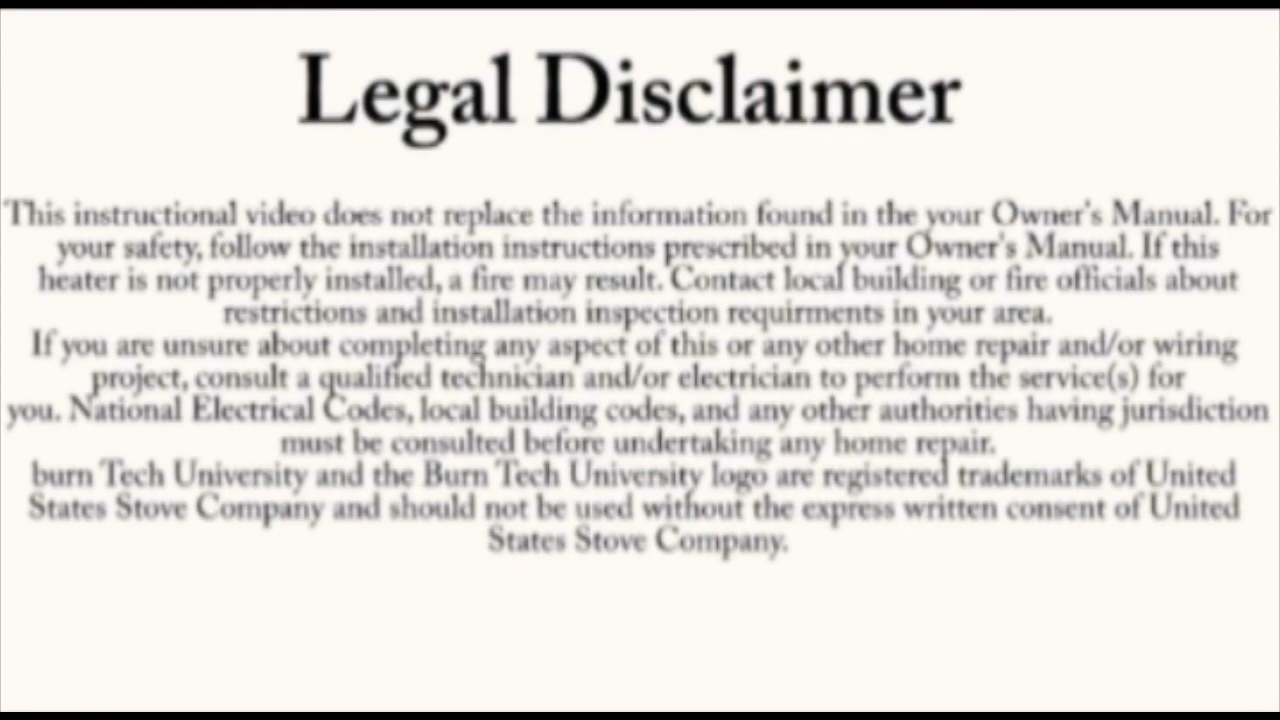 Legal Disclaimer
This instructional video does not replace the information found in the your Owner's Manual. For
your safety, follow the installation instructions prescribed in your Owner's Manual. If this
heater is not properly installed, a fire may result. Contact local building or fire officials about
restrictions and installation inspection requirments in your area.
If you are unsure about completing any aspect of this or any other home repair and/or wiring
project, consult a qualified technician and/or electrician to perform the service(s) for
you. National Electrical Codes, local building codes, and any other authorities having jurisdiction
must be consulted before undertaking any home repair.
burn Tech University and the Burn Tech University logo are registered trademarks of United
States Stove Company and should not be used without the express written consent of United
States Stove Company.